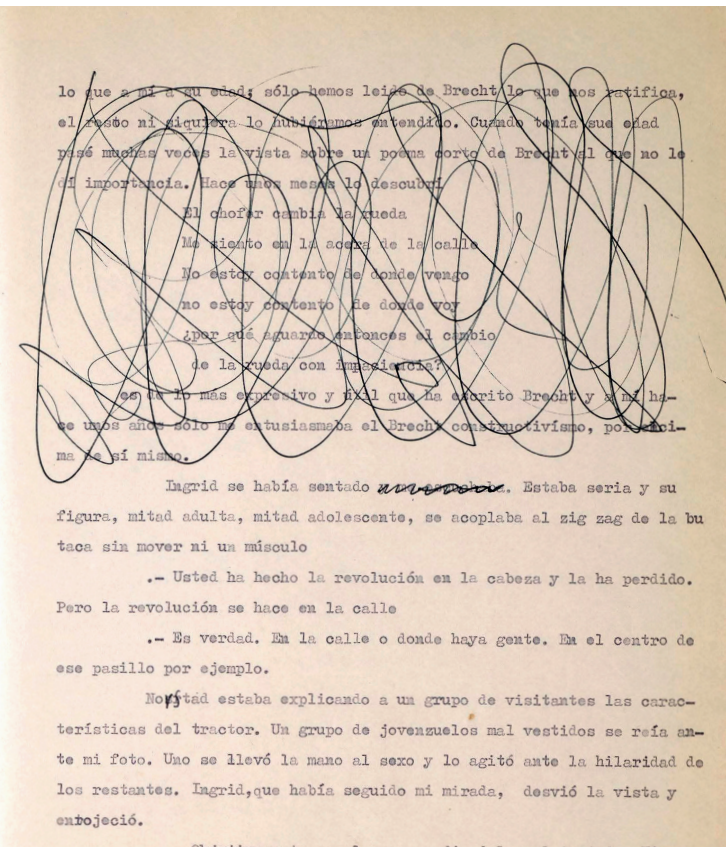 lo que a mí a su edad; sólo hemos leído de Brecht lo que nos ratifica,
el resto ni siquiera lo hubiéramos entendido. Cuando tenía sue edad
pasé muchas veces la vista sobre un poema corto de Brecht al que no le
dí importancia. Hace unos meses lo descubrí
El chofer cambia la rueda
Me siento en la acera de la calle
No estoy contento de donde vengo
no estoy contento de donde voy
¿por qué aguardo entonces el cambio
de la rueda con impaciencia?
es de lo más expresivo y útil que ha escrito Brecht y a mí ha-
ce unos años sólo me entusiasmaba el Brecht constructivísmo, por enci-
ma de sí mismo.
Ingrid se había sentado . Estaba seria y su
figura, mitad adulta, mitad adolescente, se acoplaba al zig zag de la bu
taca sin mover ni un músculo
.— Usted ha hecho la revolución en la cabeza y la ha perdido.
Pero la revolución se hace en la calle
.— Es verdad. En la calle o donde haya gente. En el centro de
ese pasillo por ejemplo.
estaba explicando a un grupo de visitantes las carac-
terísticas del tractor. Un grupo de jovenzuelos mal vestidos se reía an-
te mi foto. Uno se llevó la mano al sexo y lo agitó ante la hilaridad de
los restantes. Ingrid,que había seguido mi mirada, desvió la vista y
enrojeció.